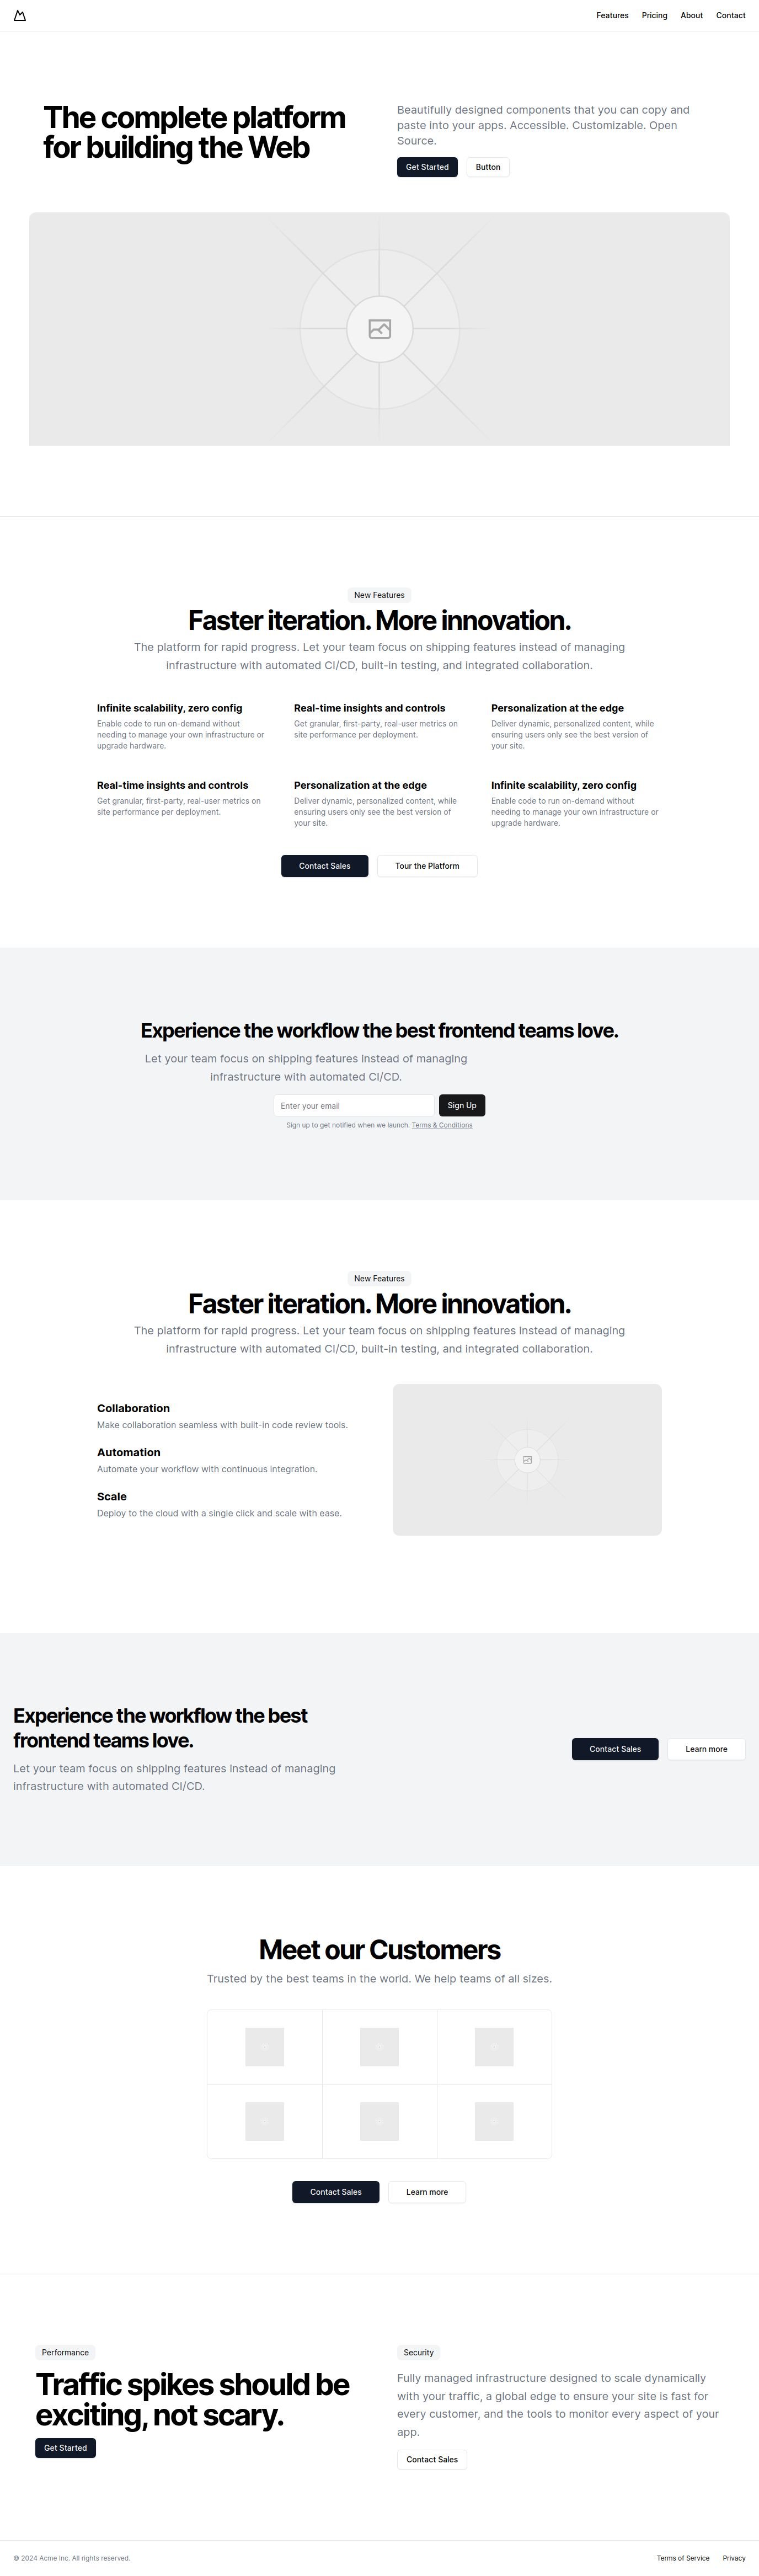 Features Pricing About Contact
The complete platform
for building the Web
Beautifully designed components that you can copy and
paste into your apps. Accessible. Customizable. Open
Source.
Get Started Button
New Features
Faster iteration. More innovation.
The platform for rapid progress. Let your team focus on shipping features instead of managing
infrastructure with automated CI/CD, built-in testing, and integrated collaboration.
Infinite scalability, zero config
Enable code to run on-demand without
needing to manage your own infrastructure or
upgrade hardware.
Real-time insights and controls
Get granular, first-party, real-user metrics on
site performance per deployment.
Personalization at the edge
Deliver dynamic, personalized content, while
ensuring users only see the best version of
your site.
Real-time insights and controls
Get granular, first-party, real-user metrics on
site performance per deployment.
Personalization at the edge
Deliver dynamic, personalized content, while
ensuring users only see the best version of
your site.
Infinite scalability, zero config
Enable code to run on-demand without
needing to manage your own infrastructure or
upgrade hardware.
Contact Sales Tour the Platform
Experience the workflow the best frontend teams love.
Let your team focus on shipping features instead of managing
infrastructure with automated CI/CD.
Enter your email Sign Up
Sign up to get notified when we launch. Terms & Conditions
New Features
Faster iteration. More innovation.
The platform for rapid progress. Let your team focus on shipping features instead of managing
infrastructure with automated CI/CD, built-in testing, and integrated collaboration.
Collaboration
Make collaboration seamless with built-in code review tools.
Automation
Automate your workflow with continuous integration.
Scale
Deploy to the cloud with a single click and scale with ease.
Experience the workflow the best
frontend teams love.
Let your team focus on shipping features instead of managing
infrastructure with automated CI/CD.
Contact Sales Learn more
Meet our Customers
Trusted by the best teams in the world. We help teams of all sizes.
Contact Sales Learn more
Performance
Traffic spikes should be
exciting, not scary.
Get Started
Security
Fully managed infrastructure designed to scale dynamically
with your traffic, a global edge to ensure your site is fast for
every customer, and the tools to monitor every aspect of your
app.
Contact Sales
© 2024 Acme Inc. All rights reserved.
Terms of Service Privacy